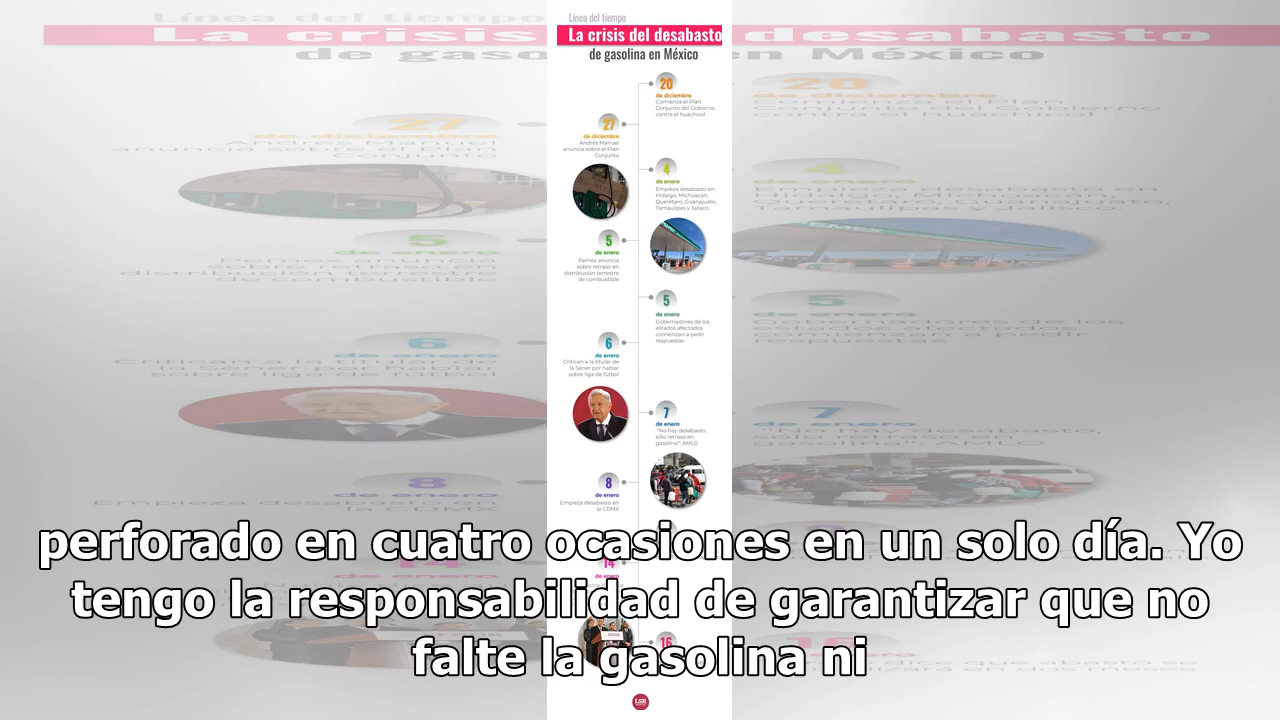 Línea del tiempo
La crisis del desabasto
de gasolina en México
20
de diciembre
Comienza el Plan
Conjunto del Gobierno
contra el huachicol
27
de diciembre
Andrés Manuel
anuncia sobre el Plan
Conjunto
4
de enero
Empieza desabasto en
Hidalgo, Michoacán,
Querétaro, Guanajuato,
Tamaulipas y Jalisco.
5
de enero
Pemex anuncia
sobre retraso en
distribución terrestre
de combustible
5
de enero
Gobernadores de los
estados afectados
comienzan a pedir
respuestas
6
de enero
Critican a la titular de
la Sener por hablar
sobre liga de fútbol
7
de enero
"No hay desabasto,
sólo retraso en
gasolina": AMLO
8
de enero
Empieza desabasto en
la CDMX
14
de enero
16
perforado en cuatro ocasiones en un solo día. Yo
tengo la responsabilidad de garantizar que no
falte la gasolina ni
LSR